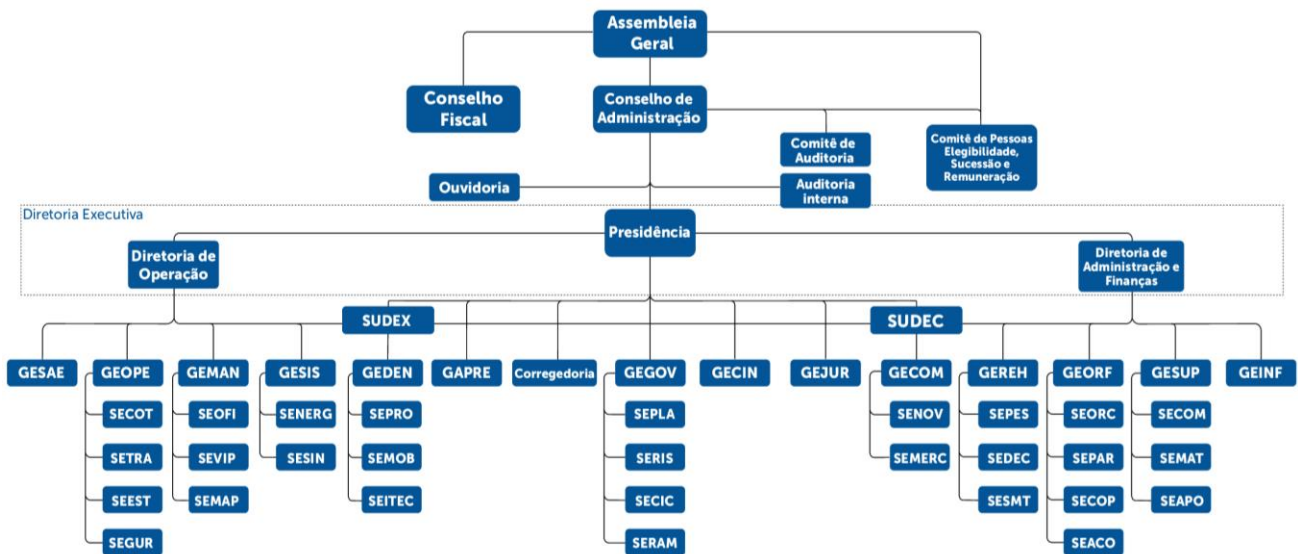 Assembleia
Geral
Conselho
Fiscal
Conselho de
Administração
Comitê de
Auditoria
Comitê de Pessoas
Elegibilidade,
Sucessão e
Remuneração
Ouvidoria
Auditoria
interna
Diretoria Executiva
Presidência
Diretoria de
Operação
Diretoria de
Administração e
Finanças
SUDEX
SUDEC
GESAE
GEOPE
GEMAN
GESIS
GEDEN
GAPRE
Corregedoria
GEGOV
GECIN
GEJUR
GECOM
GEREH
GEORF
GESUP
GEINF
SECOT
SEOFI
SENERG
SEPRO
SEPLA
SENOV
SEPES
SEORC
SECOM
SETRA
SEVIP
SESIN
SEMOB
SERIS
SEMERC
SEDEC
SEPAR
SEMAT
SEEST
SEMAP
SEITEC
SECIC
SESMT
SECOP
SEAPO
SEGUR
SERAM
SEACO